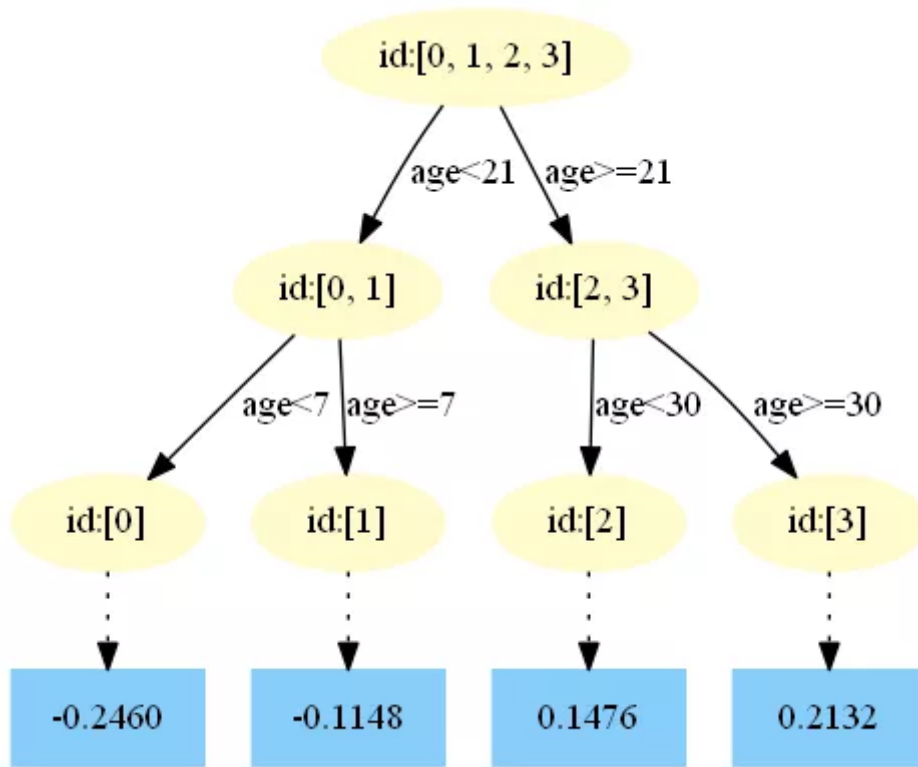 id:[0, 1, 2, 3]
age<21
age>=21
id:[0, 1]
id:[2, 3]
age<7
age>=7
age<30
age>=30
id:[0]
id:[1]
id:[2]
id:[3]
-0.2460
-0.1148
0.1476
0.2132